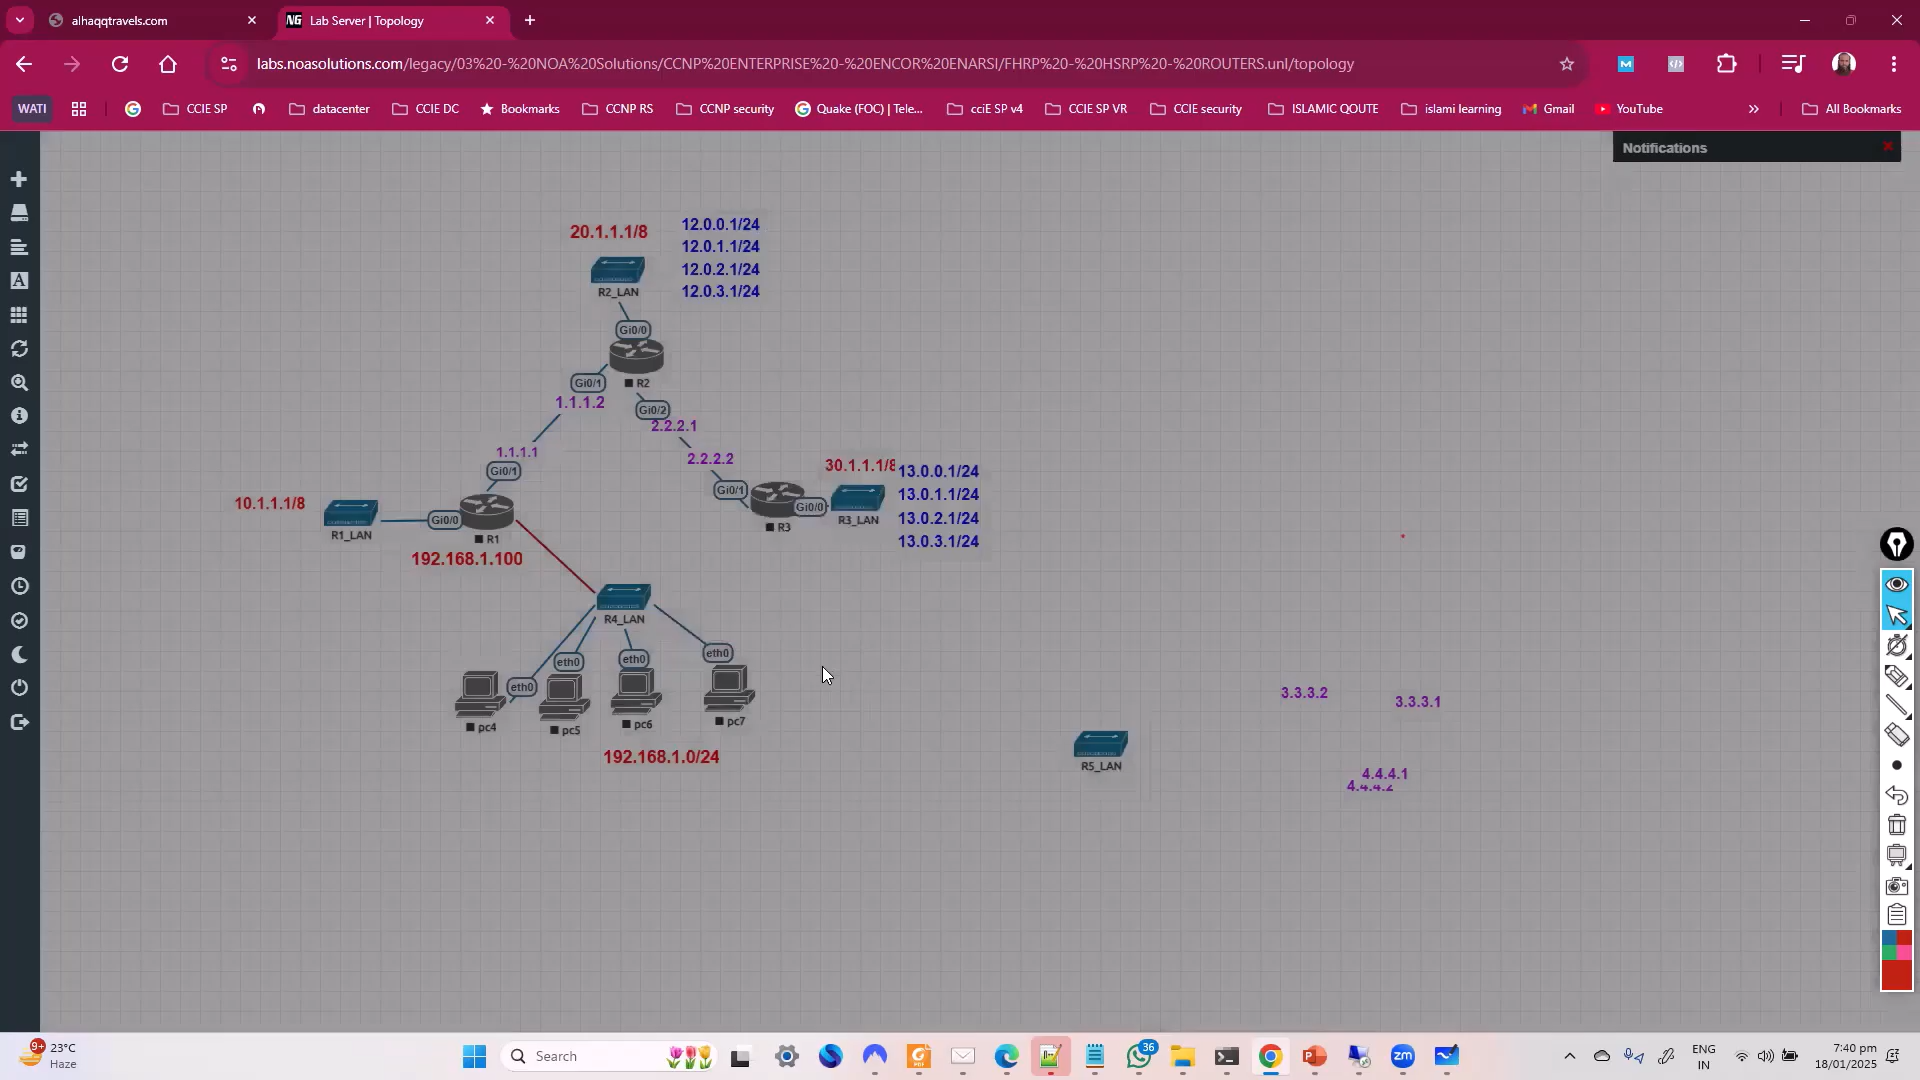 alhaqqtravels.com
NG Lab Server | Topology
labs.noasolutions.com/legacy/03%20-%20NOA%20Solutions/CCNP%20ENTERPRISE%20-%20ENCOR%20ENARSI/FHRP%20-%20HSRP%20-%20ROUTERS.unl/topology
WATI CCIE SP datacenter CCIE DC Bookmarks CCNP RS CCNP security Quake (FOC) | Tele... cciE SP v4 CCIE SP VR CCIE security ISLAMIC QOUTE islami learning Gmail YouTube » All Bookmarks
Notifications
20.1.1.1/8
12.0.0.1/24
12.0.1.1/24
12.0.2.1/24
12.0.3.1/24
R2_LAN
Gi0/0
R2
Gi0/1
1.1.1.2
Gi0/2
2.2.2.1
1.1.1.1
Gi0/1
2.2.2.2
Gi0/1
30.1.1.1/8
13.0.0.1/24
13.0.1.1/24
13.0.2.1/24
13.0.3.1/24
R3
Gi0/0
R3_LAN
10.1.1.1/8
R1_LAN
Gi0/0
R1
192.168.1.100
R4_LAN
eth0
eth0
eth0
eth0
pc4
pc5
pc6
pc7
192.168.1.0/24
R5_LAN
3.3.3.2
3.3.3.1
4.4.4.1
4.4.4.2
9+
23°C
Haze
Search
36
zm
ENG
IN
7:40 pm
18/01/2025